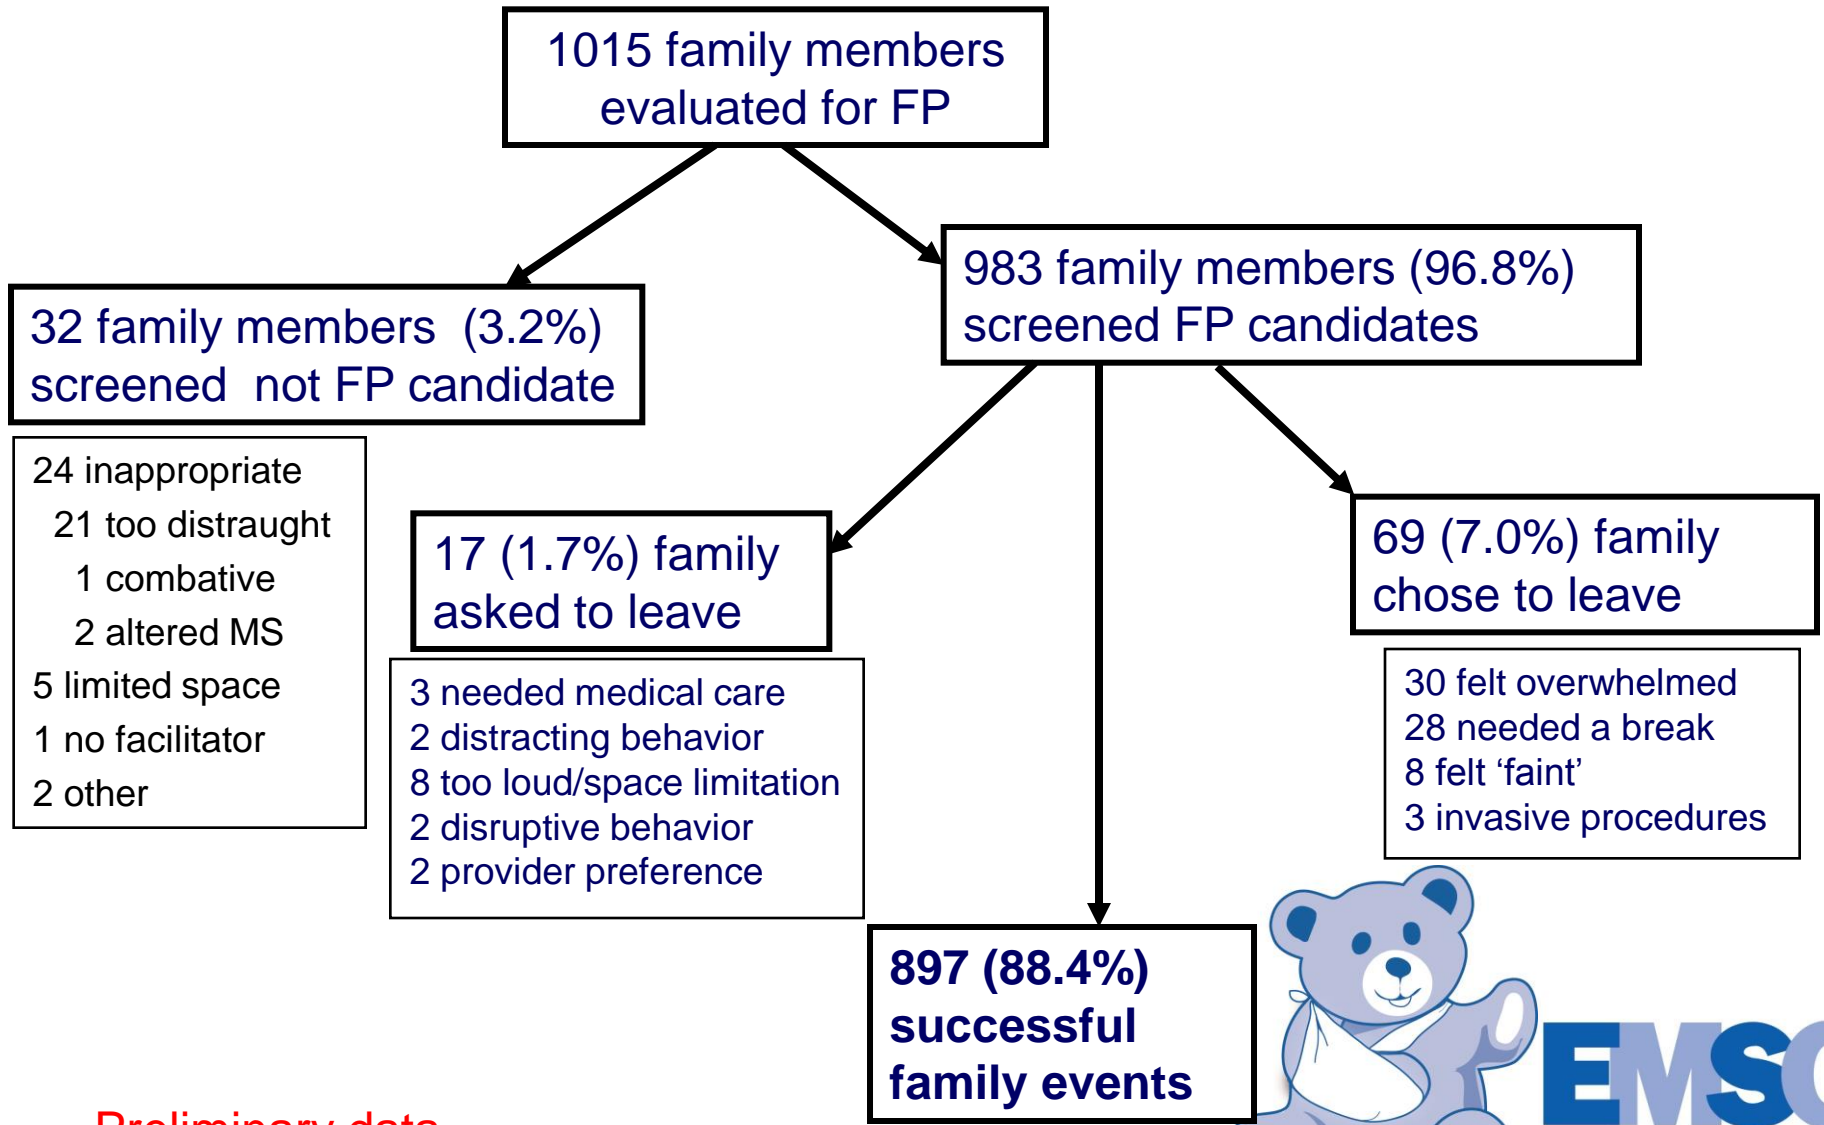 1015 family members
evaluated for FP
983 family members (96.8%)
screened FP candidates
32 family members (3.2%)
screened not FP candidate
24 inappropriate
21 too distraught
1 combative
2 altered MS
5 limited space
1 no facilitator
2 other
17 (1.7%) family
asked to leave
3 needed medical care
2 distracting behavior
8 too loud/space limitation
2 disruptive behavior
2 provider preference
69 (7.0%) family
chose to leave
30 felt overwhelmed
28 needed a break
8 felt ‘faint’
3 invasive procedures
897 (88.4%)
successful
family events
EMSC
Preliminary data